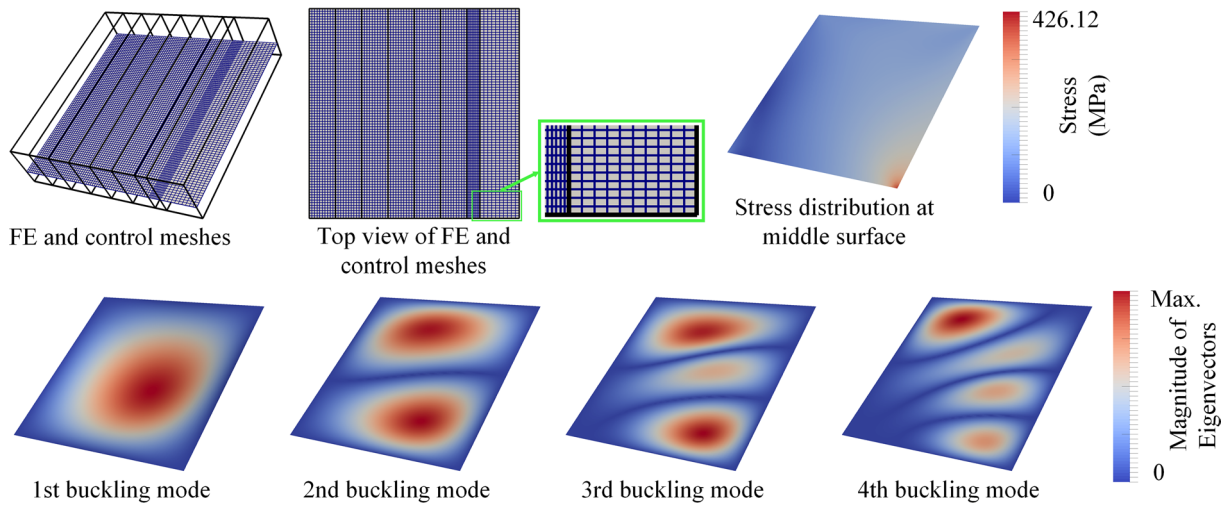 426.12
Stress
(MPa)
0
FE and control meshes
Top view of FE and
control meshes
Stress distribution at
middle surface
Max.
Magnitude of
Eigenvectors
0
1st buckling mode
2nd buckling mode
3rd buckling mode
4th buckling mode